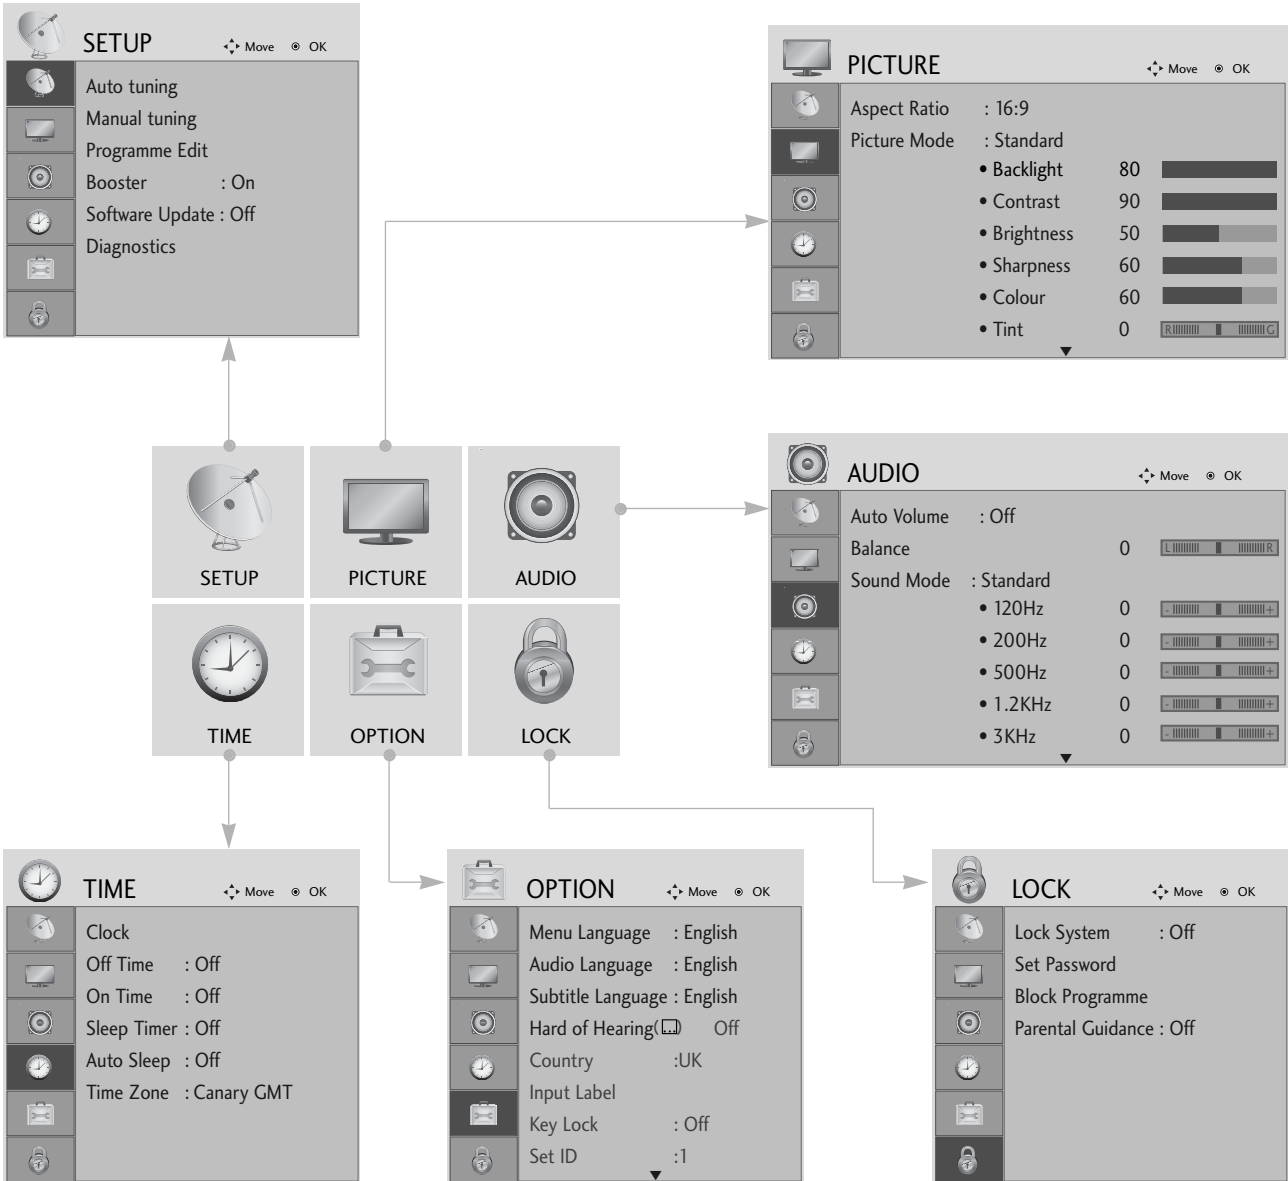 SETUP Move OK
Auto tuning
Manual tuning
Programme Edit
Booster : On
Software Update : Off
Diagnostics
PICTURE Move OK
Aspect Ratio : 16:9
Picture Mode : Standard
• Backlight 80
• Contrast 90
• Brightness 50
• Sharpness 60
• Colour 60
• Tint 0 R G
SETUP PICTURE AUDIO
TIME OPTION LOCK
AUDIO Move OK
Auto Volume : Off
Balance 0 L R
Sound Mode : Standard
• 120Hz 0 - +
• 200Hz 0 - +
• 500Hz 0 - +
• 1.2KHz 0 - +
• 3KHz 0 - +
TIME Move OK
Clock
Off Time : Off
On Time : Off
Sleep Timer : Off
Auto Sleep : Off
Time Zone : Canary GMT
OPTION Move OK
Menu Language : English
Audio Language : English
Subtitle Language : English
Hard of Hearing( ) Off
Country :UK
Input Label
Key Lock : Off
Set ID :1
LOCK Move OK
Lock System : Off
Set Password
Block Programme
Parental Guidance : Off